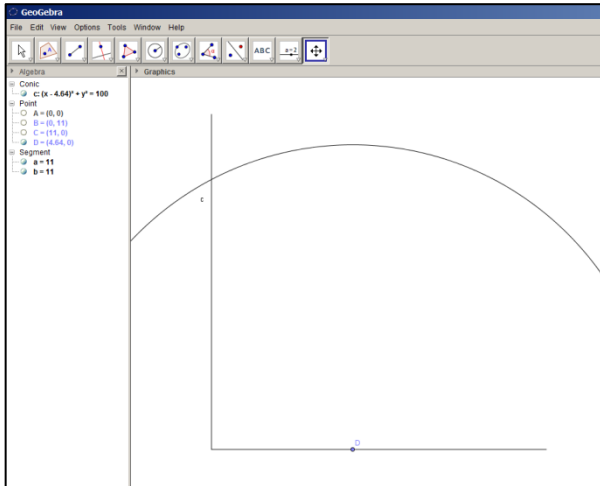 GeoGebra
File Edit View Options Tools Window Help
ABC a=2
Algebra
Graphics
Conic
c: (x - 4.64)² + y² = 100
Point
A = (0, 0)
B = (0, 11)
C = (11, 0)
D = (4.64, 0)
Segment
a = 11
b = 11
c
D